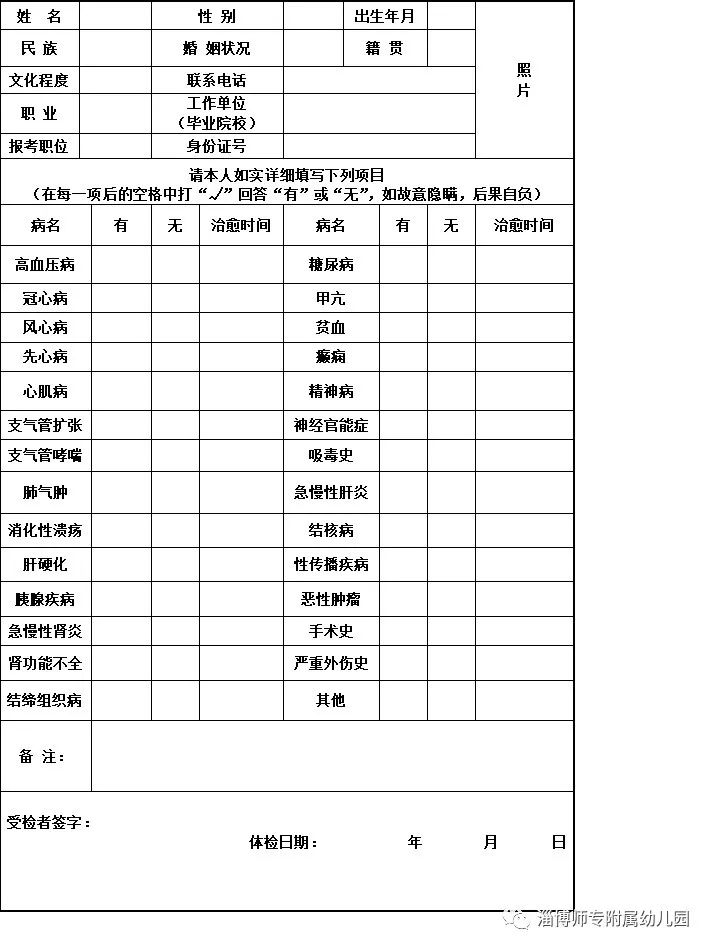 姓 名 性 别 出生年月
民 族 婚 姻状况 籍 贯
照
片
文化程度 联系电话
职 业 工作单位
（毕业院校）
报考职位 身份证号
请本人如实详细填写下列项目
（在每一项后的空格中打“√”回答“有”或“无”，如故意隐瞒，后果自负）
病名 有 无 治愈时间 病名 有 无 治愈时间
高血压病 糖尿病
冠心病 甲亢
风心病 贫血
先心病 癫痫
心肌病 精神病
支气管扩张 神经官能症
支气管哮喘 吸毒史
肺气肿 急慢性肝炎
消化性溃疡 结核病
肝硬化 性传播疾病
胰腺疾病 恶性肿瘤
急慢性肾炎 手术史
肾功能不全 严重外伤史
结缔组织病 其他
备 注：
受检者签字：
体检日期： 年 月 日
淄博师专附属幼儿园